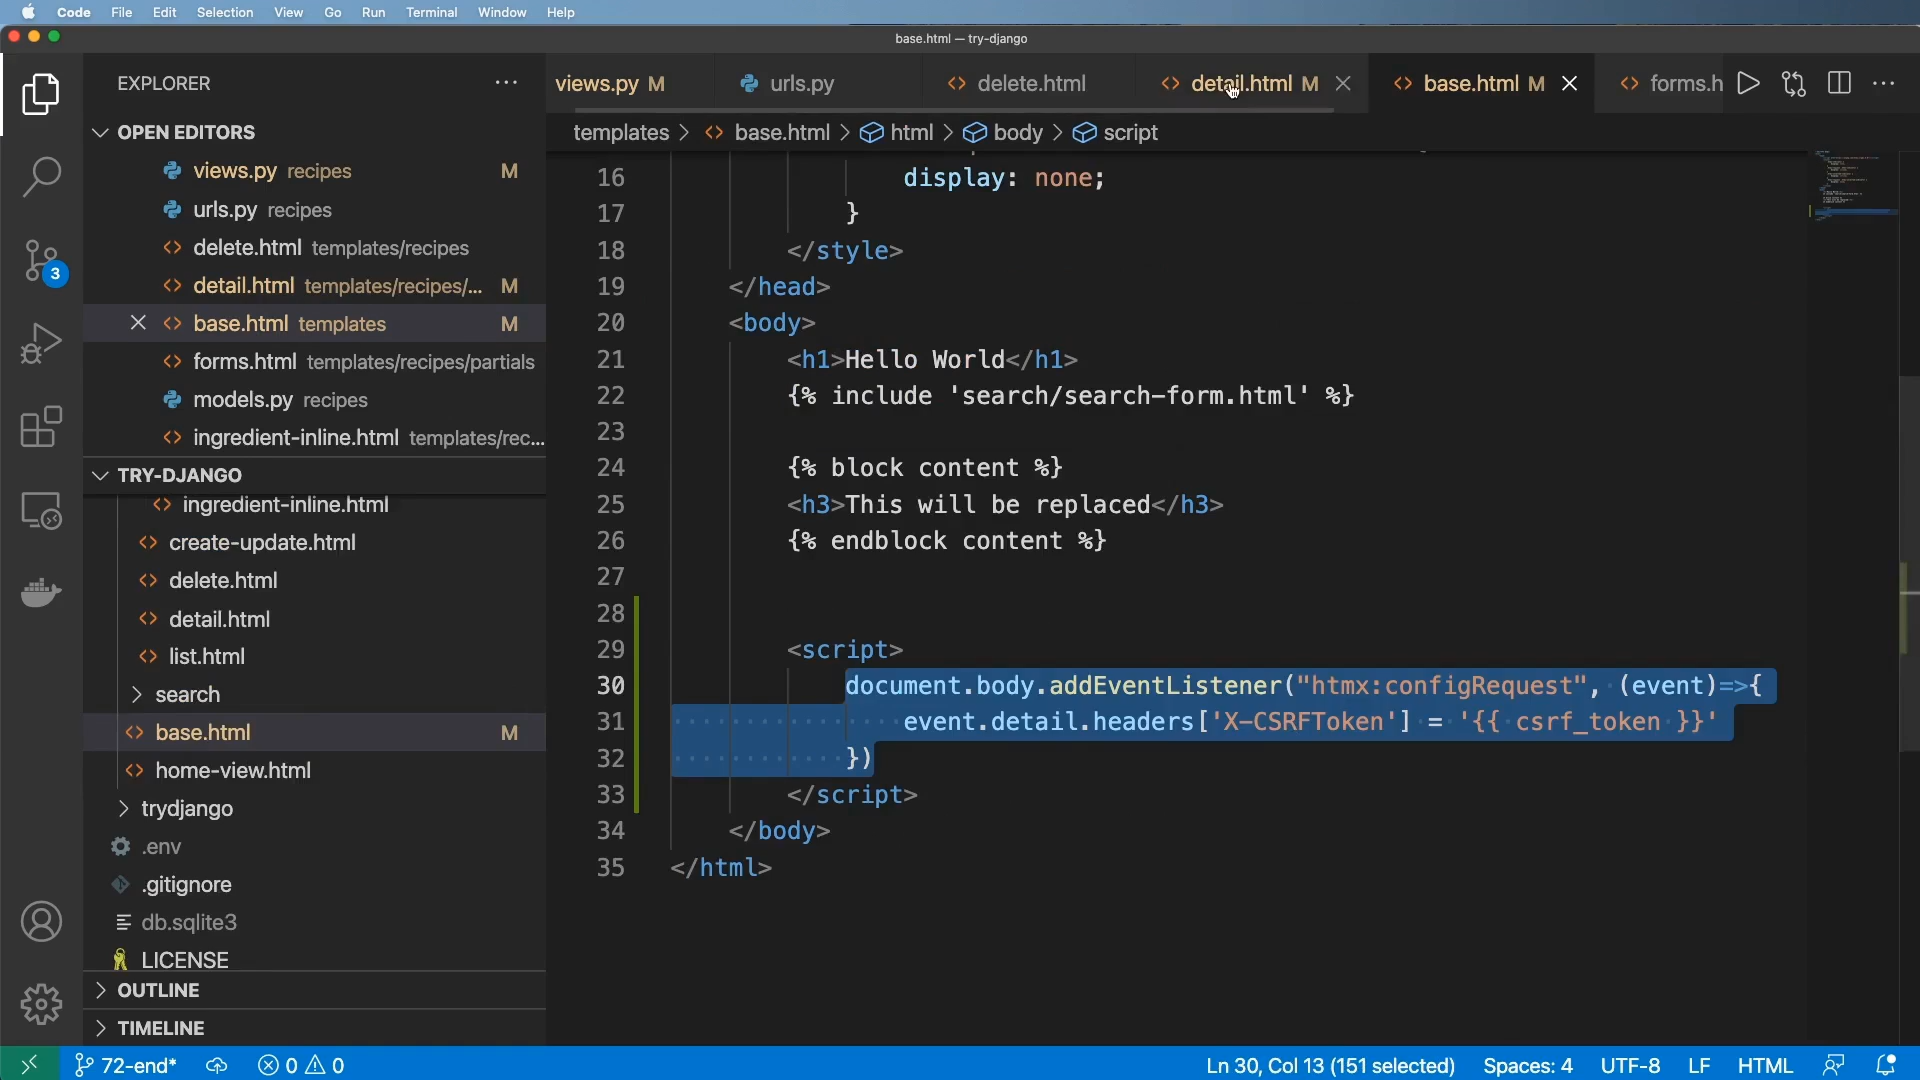 Code File Edit Selection View Go Run Terminal Window Help
base.html — try-django
EXPLORER
views.py M
urls.py
delete.html
detail.html M
base.html M
forms.h
OPEN EDITORS
views.py recipes M
urls.py recipes
delete.html templates/recipes
detail.html templates/recipes/... M
base.html templates M
forms.html templates/recipes/partials
models.py recipes
ingredient-inline.html templates/rec...
TRY-DJANGO
ingredient-inline.html
create-update.html
delete.html
detail.html
list.html
search
base.html M
home-view.html
trydjango
.env
.gitignore
db.sqlite3
LICENSE
OUTLINE
TIMELINE
3
templates > base.html > html > body > script
16 display: none;
17 }
18 </style>
19 </head>
20 <body>
21 <h1>Hello World</h1>
22 {% include 'search/search-form.html' %}
23
24 {% block content %}
25 <h3>This will be replaced</h3>
26 {% endblock content %}
27
28
29 <script>
30 document.body.addEventListener("htmx:configRequest", (event)=>{
31 event.detail.headers['X-CSRFToken'] = '{{ csrf_token }}'
32 })
33 </script>
34 </body>
35 </html>
72-end* 0 0 Ln 30, Col 13 (151 selected) Spaces: 4 UTF-8 LF HTML